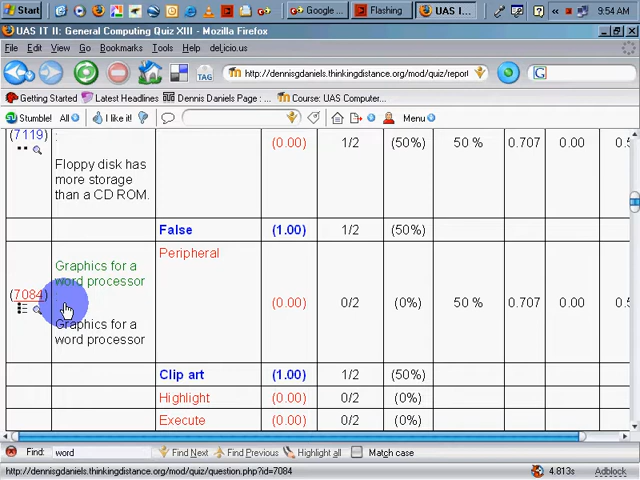 Start
Google ...
Flashing
UAS IT ...
9:54 AM
UAS IT II: General Computing Quiz XIII - Mozilla Firefox
File Edit View Go Bookmarks Tools Help del.icio.us
TAG
http://dennisgdaniels.thinkingdistance.org/mod/quiz/report
G
Getting Started
Latest Headlines
Dennis Daniels : Page : ...
Course: UAS Computer...
Stumble! All
I like it!
Menu
(7119)
:
Floppy disk has
more storage
than a CD ROM.
(0.00) 1/2 (50%) 50 % 0.707 0.00
False (1.00) 1/2 (50%)
(7084)
Graphics for a
word processor
:
Graphics for a
word processor
Peripheral
(0.00) 0/2 (0%) 50 % 0.707 0.00
Clip art (1.00) 1/2 (50%)
Highlight (0.00) 0/2 (0%)
Execute (0.00) 0/2 (0%)
Find: word
Find Next
Find Previous
Highlight all
Match case
http://dennisgdaniels.thinkingdistance.org/mod/quiz/question.php?id=7084
4.813s
Adblock